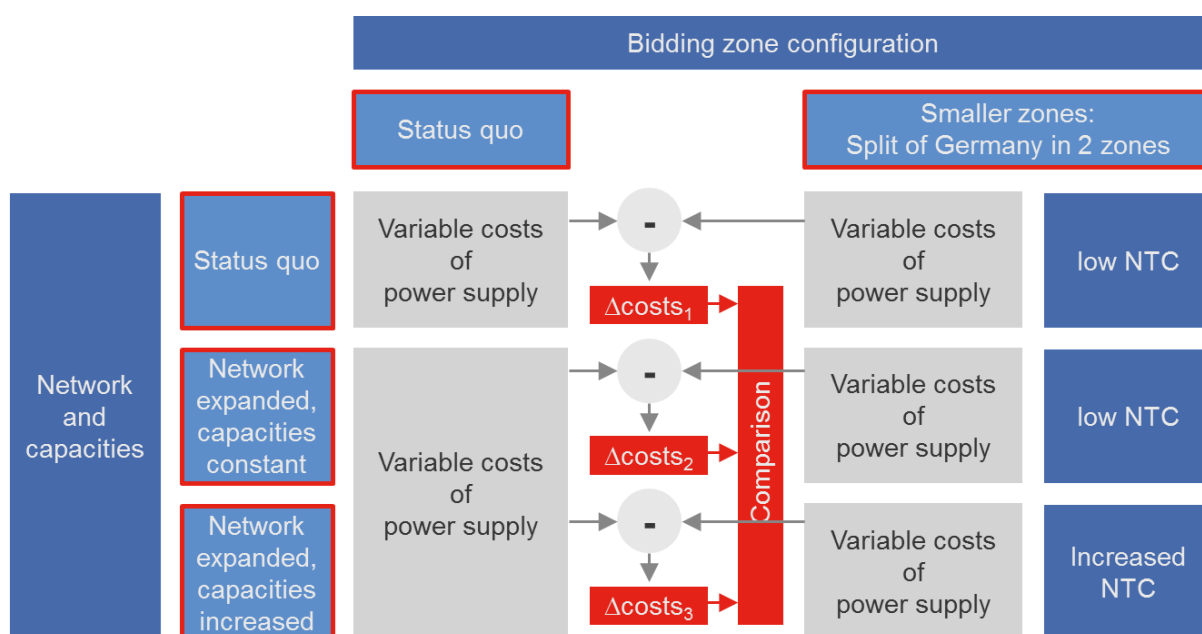 Bidding zone configuration
Status quo
Smaller zones:
Split of Germany in 2 zones
Network
and
capacities
Status quo
Variable costs
of
power supply
-
Δcosts₁
Variable costs
of
power supply
low NTC
Network
expanded,
capacities
constant
Variable costs
of
power supply
-
Δcosts₂
Comparison
Variable costs
of
power supply
low NTC
Network
expanded,
capacities
increased
-
Δcosts₃
Variable costs
of
power supply
Increased
NTC